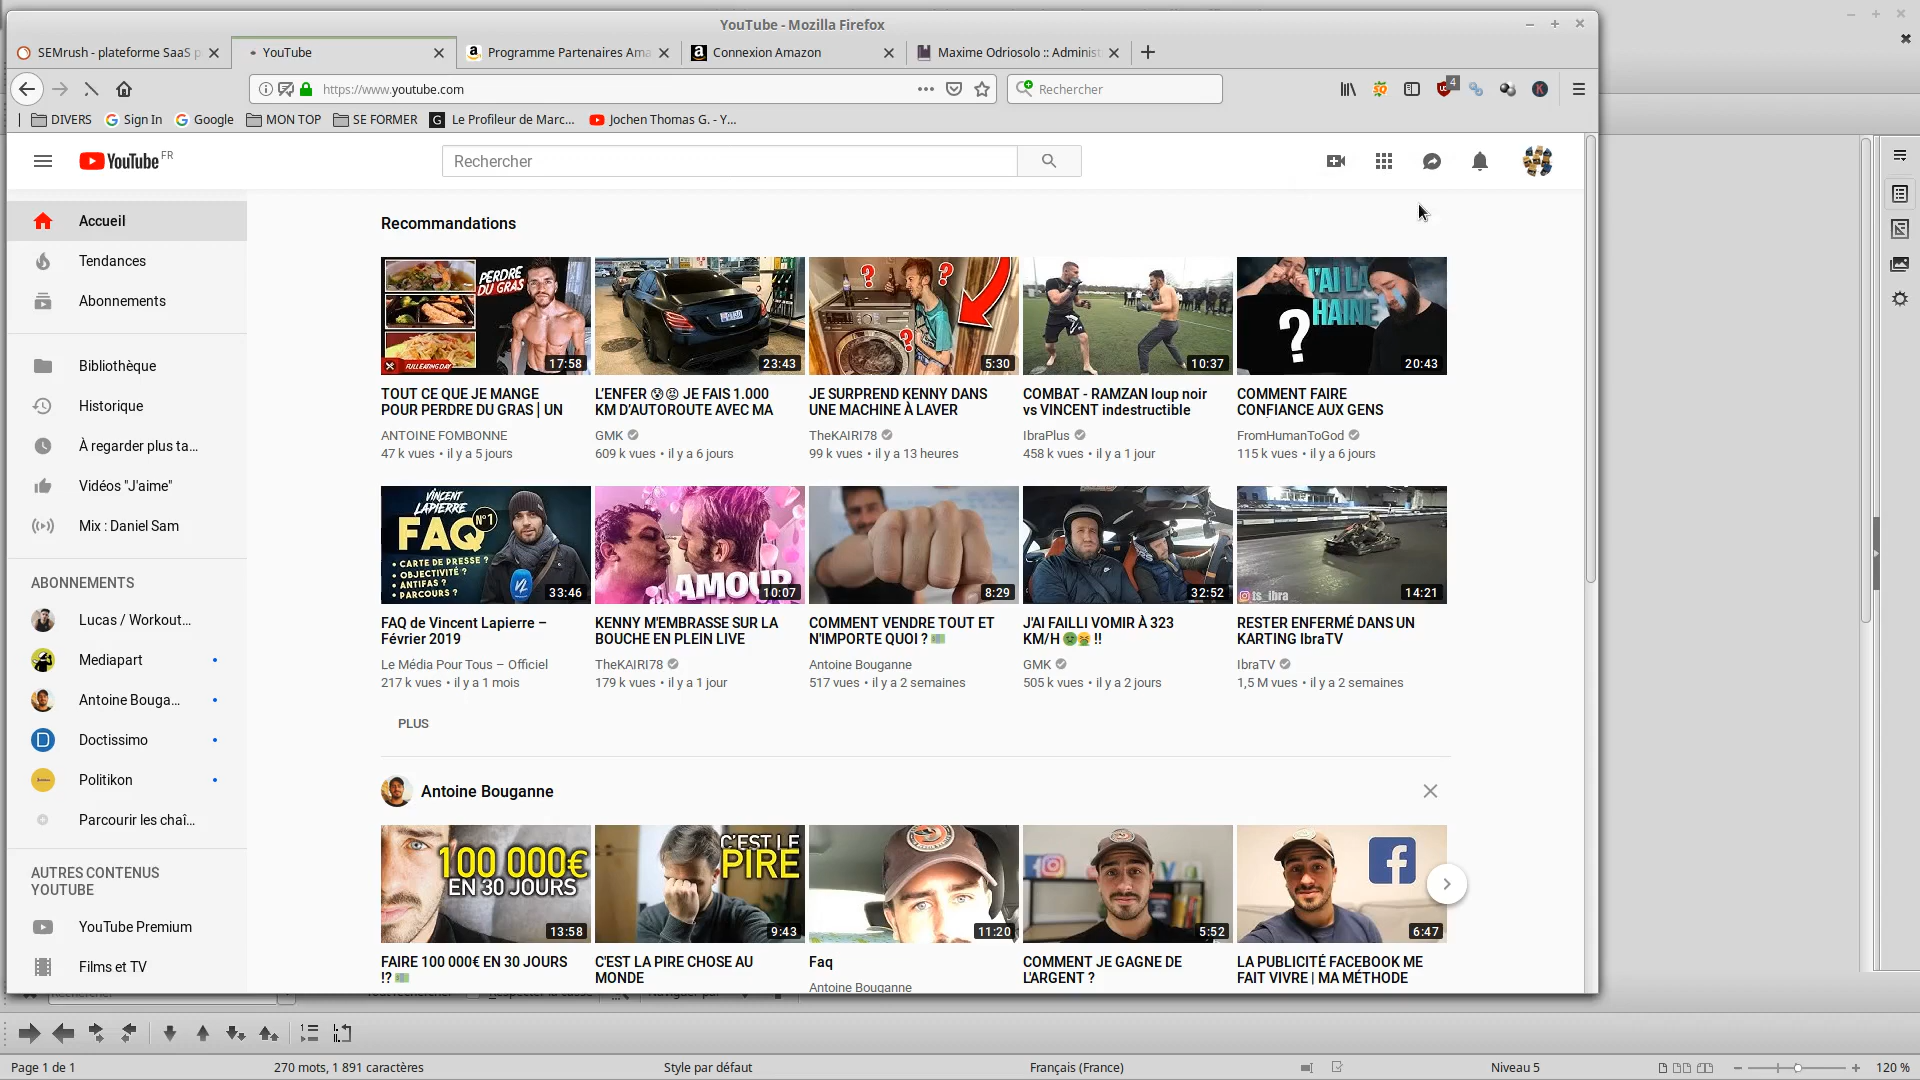 YouTube - Mozilla Firefox
SEMrush - plateforme SaaS p
YouTube
Programme Partenaires Ama
Connexion Amazon
Maxime Odriosolo :: Administ
https://www.youtube.com
Rechercher
4
DIVERS
Sign In
Google
MON TOP
SE FORMER
Le Profileur de Marc...
Jochen Thomas G. - Y...
YouTube FR
Rechercher
Accueil
Tendances
Abonnements
Bibliothèque
Historique
À regarder plus ta...
Vidéos "J'aime"
Mix : Daniel Sam
ABONNEMENTS
Lucas / Workout...
Mediapart
Antoine Bouga...
Doctissimo
Politikon
Parcourir les chaî...
AUTRES CONTENUS
YOUTUBE
YouTube Premium
Films et TV
Recommandations
PERDRE
DU GRAS
FULL EATING DAY
17:58
23:43
5:30
10:37
J'AI LA
HAINE
20:43
TOUT CE QUE JE MANGE
POUR PERDRE DU GRAS | UN
ANTOINE FOMBONNE
47 k vues • il y a 5 jours
L'ENFER 😰😡 JE FAIS 1.000
KM D'AUTOROUTE AVEC MA
GMK
609 k vues • il y a 6 jours
JE SURPREND KENNY DANS
UNE MACHINE À LAVER
TheKAIRI78
99 k vues • il y a 13 heures
COMBAT - RAMZAN loup noir
vs VINCENT indestructible
IbraPlus
458 k vues • il y a 1 jour
COMMENT FAIRE
CONFIANCE AUX GENS
FromHumanToGod
115 k vues • il y a 6 jours
VINCENT
LAPIERRE
FAQ N°1
• CARTE DE PRESSE ?
• OBJECTIVITÉ ?
• ANTIFAS ?
• PARCOURS ?
33:46
AMOUR
10:07
8:29
32:52
ts_ibra
14:21
FAQ de Vincent Lapierre –
Février 2019
Le Média Pour Tous – Officiel
217 k vues • il y a 1 mois
KENNY M'EMBRASSE SUR LA
BOUCHE EN PLEIN LIVE
TheKAIRI78
179 k vues • il y a 1 jour
COMMENT VENDRE TOUT ET
N'IMPORTE QUOI ? 💵
Antoine Bouganne
517 vues • il y a 2 semaines
J'AI FAILLI VOMIR À 323
KM/H 🤢🤮 !!
GMK
505 k vues • il y a 2 jours
RESTER ENFERMÉ DANS UN
KARTING IbraTV
IbraTV
1,5 M vues • il y a 2 semaines
PLUS
Antoine Bouganne
100 000€
EN 30 JOURS
13:58
C'EST LE
PIRE
9:43
11:20
5:52
6:47
FAIRE 100 000€ EN 30 JOURS
!? 💵
C'EST LA PIRE CHOSE AU
MONDE
Faq
Antoine Bouganne
COMMENT JE GAGNE DE
L'ARGENT ?
LA PUBLICITÉ FACEBOOK ME
FAIT VIVRE | MA MÉTHODE
Page 1 de 1
270 mots, 1 891 caractères
Style par défaut
Français (France)
Niveau 5
120 %